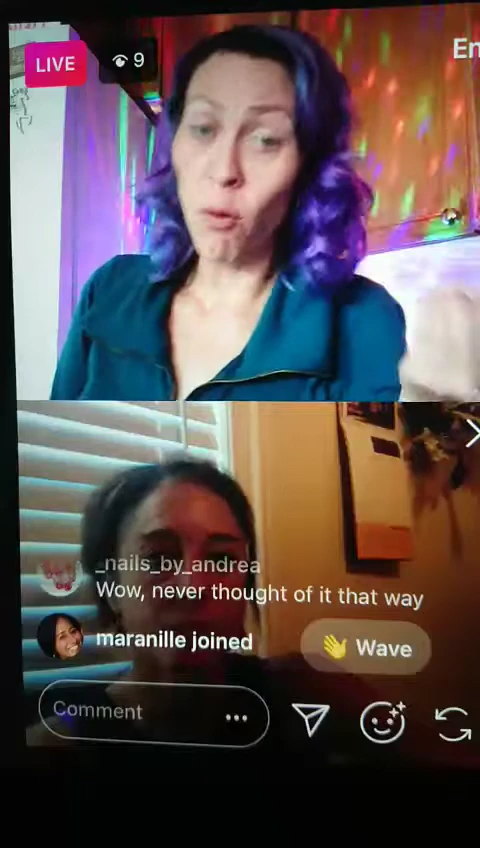 LIVE
9
En
_nails_by_andrea
Wow, never thought of it that way
maranille joined
👋 Wave
Comment